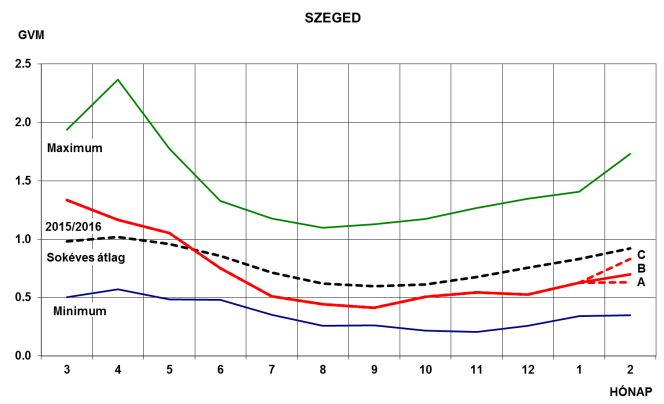 SZEGED
GVM
2.5
2.0
Maximum
1.5
2015/2016
1.0
Sokéves átlag
C
B
A
0.5
Minimum
0.0
3 4 5 6 7 8 9 10 11 12 1 2
HÓNAP